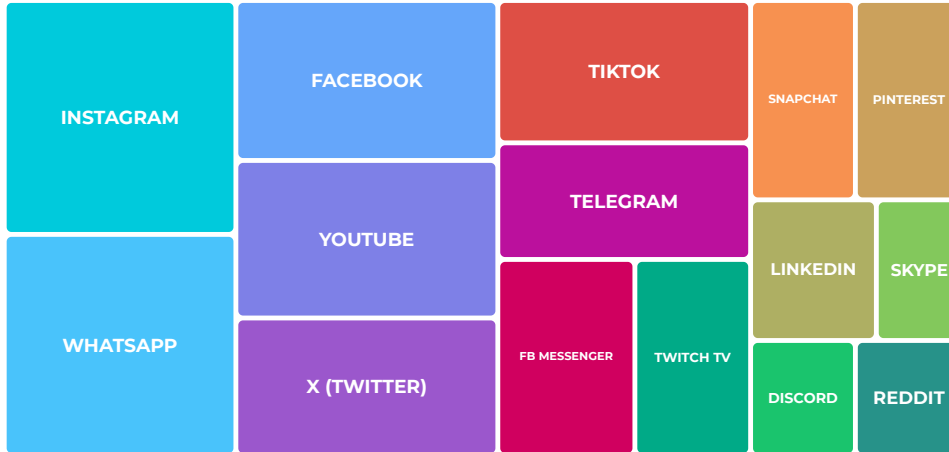 INSTAGRAM
WHATSAPP
FACEBOOK
YOUTUBE
X (TWITTER)
TIKTOK
TELEGRAM
FB MESSENGER
TWITCH TV
SNAPCHAT
PINTEREST
LINKEDIN
SKYPE
DISCORD
REDDIT